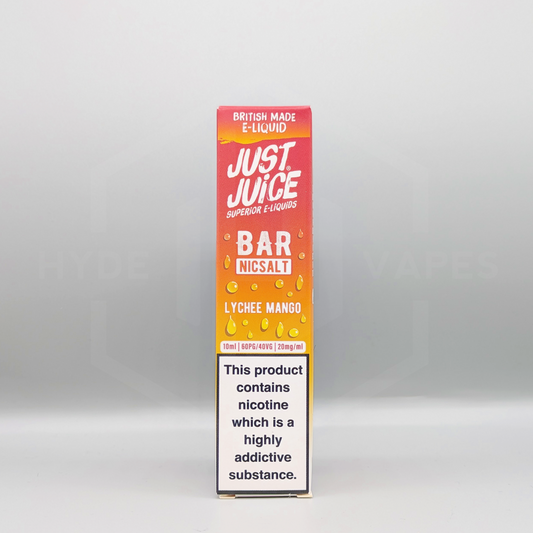 BRITISH MADE
E-LIQUID
JUST
JUICE
SUPERIOR E-LIQUIDS
BAR
NICSALT
LYCHEE MANGO
10ml | 60PG/40VG | 20mg/ml
This product
contains
nicotine
which is a
highly
addictive
substance.
HYDE VAPES